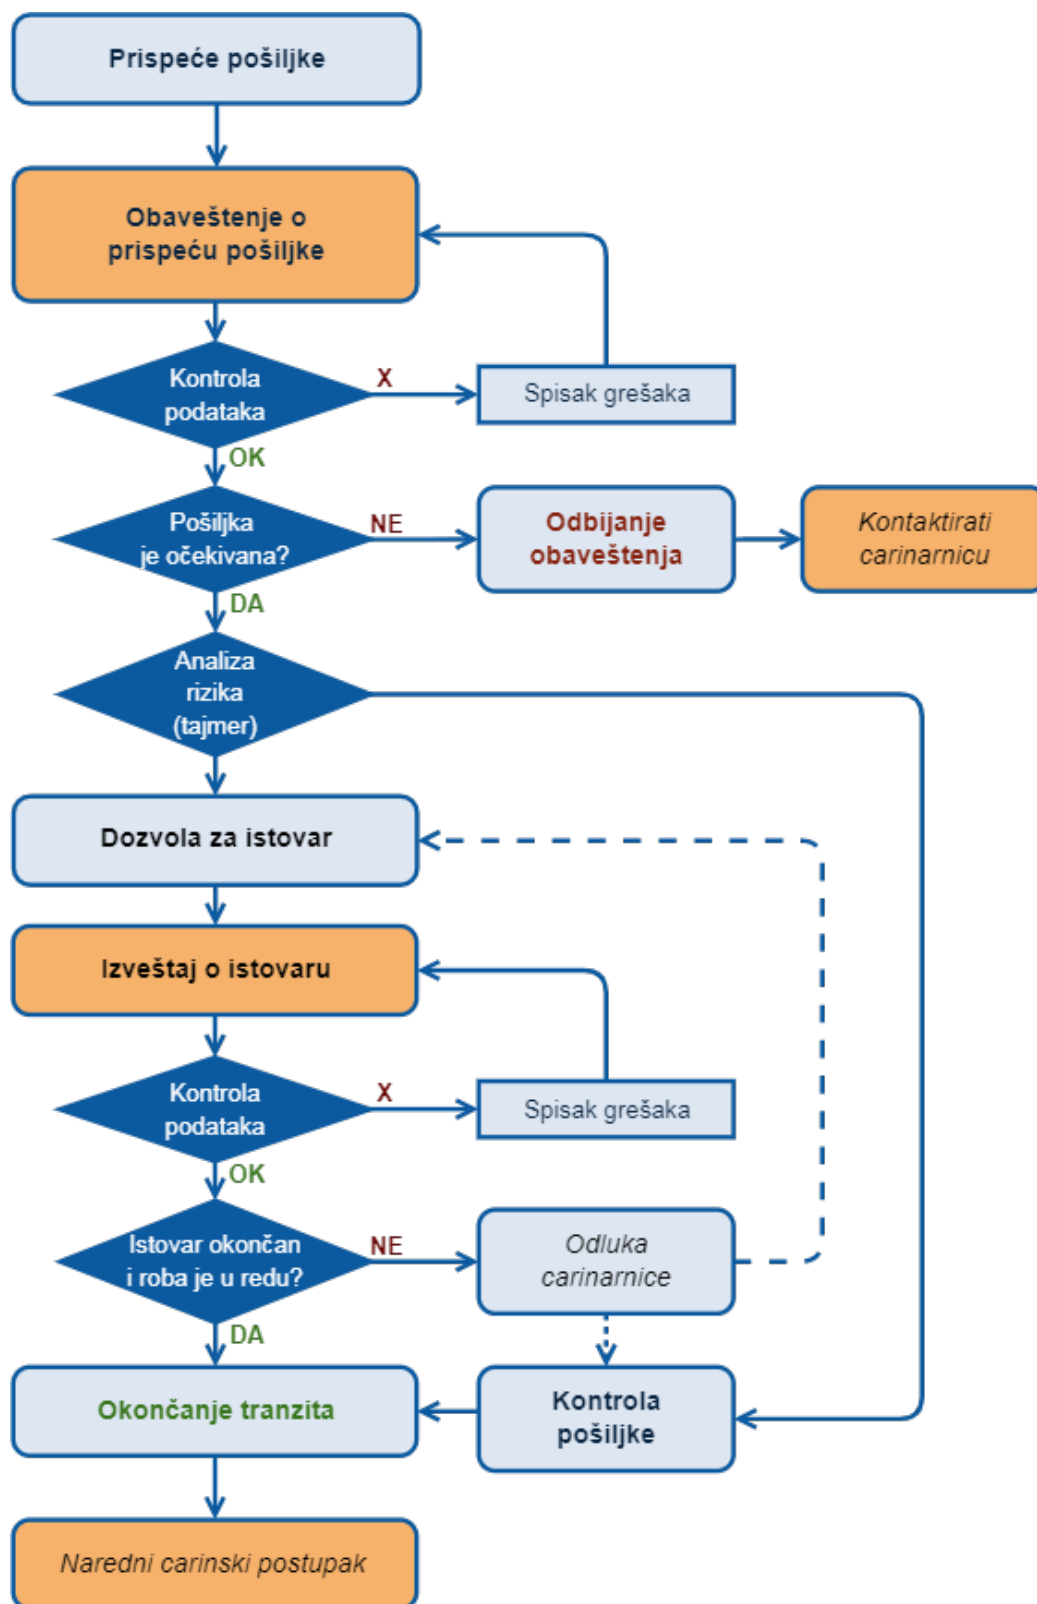 Prispeće pošiljke
Obaveštenje o
prispeću pošiljke
Kontrola
podataka
X
Spisak grešaka
OK
Pošiljka
je očekivana?
NE
Odbijanje
obaveštenja
Kontaktirati
carinarnicu
DA
Analiza
rizika
(tajmer)
Dozvola za istovar
Izveštaj o istovaru
Kontrola
podataka
X
Spisak grešaka
OK
Istovar okončan
i roba je u redu?
NE
Odluka
carinarnice
DA
Okončanje tranzita
Kontrola
pošiljke
Naredni carinski postupak